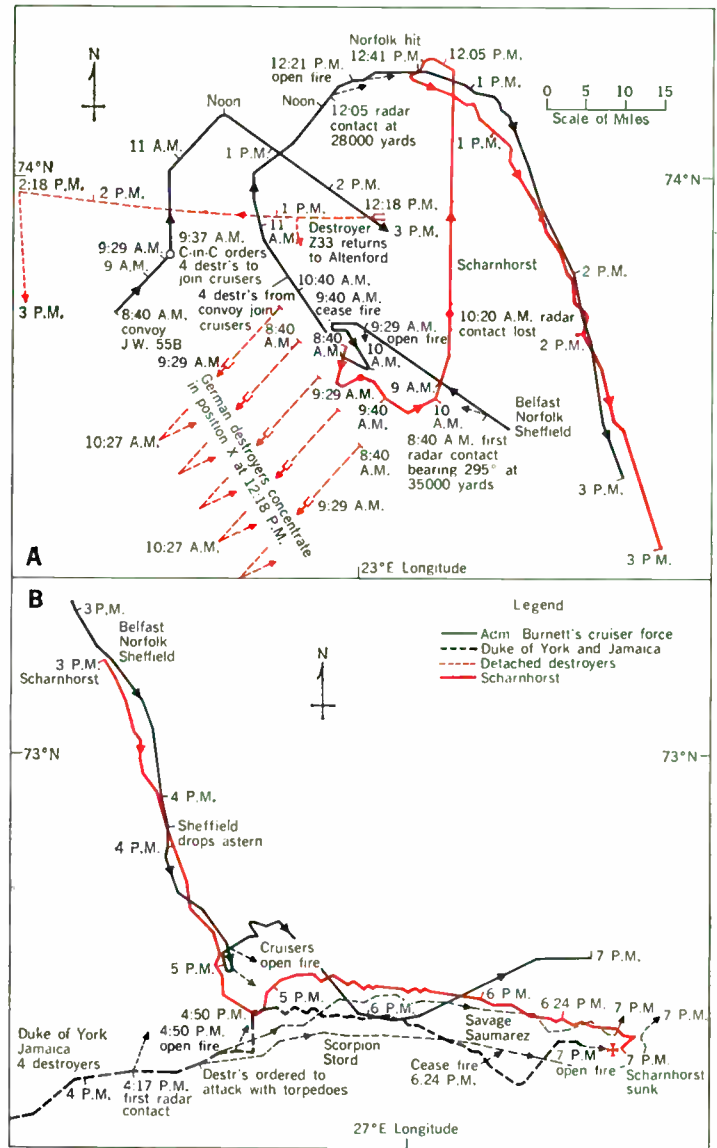 N
Norfolk hit
12:41 P.M.
12.05 P.M.
12:21 P.M.
open fire
1 P.M.
0 5 10 15
Scale of Miles
Noon
Noon
12:05 radar
contact at
28000 yards
11 A.M.
1 P.M.
1 P.M.
74°N
74°N
2:18 P.M.
2 P.M.
2 P.M.
12:18 P.M.
1 P.M.
3 P.M.
11
A.M.
Destroyer
Z33 returns
to Altenford
9:29 A.M.
9 A.M.
9:37 A.M.
C-in-C orders
4 destr's to
join cruisers
Scharnhorst
2 P.M.
10:40 A.M.
3 P.M.
8:40 A.M.
convoy
J.W. 55B
4 destr's from
convoy join
cruisers
9:40 A.M.
cease fire
10:20 A.M. radar
contact lost
8:40
A.M.
9:29 A.M.
open fire
8:40
A.M.
10
A.M.
2 P.M.
9:29 A.M.
9:29 A.M.
9 A.M.
9:40
A.M.
10
A.M.
Belfast
Norfolk
Sheffield
German destroyers concentrate
in position X at 12:18 P.M.
10:27 A.M.
8:40
A.M.
8:40 A.M. first
radar contact
bearing 295° at
35000 yards
3 P.M.
9:29 A.M.
10:27 A.M.
3 P.M.
A
23°E Longitude
B
3 P.M.
Belfast
Norfolk
Sheffield
Legend
Adm. Burnett's cruiser force
Duke of York and Jamaica
Detached destroyers
Scharnhorst
3 P.M.
Scharnhorst
N
73°N
73°N
4 P.M.
Sheffield
drops astern
4 P.M.
Cruisers
open fire
5 P.M.
7 P.M.
5 P.M.
6 P.M.
6 P.M.
6.24 P.M.
7 P.M.
7 P.M.
4:50 P.M.
4:50 P.M.
open fire
Duke of York
Jamaica
4 destroyers
Savage
Saumarez
Scorpion
Stord
4 P.M.
4:17 P.M.
first radar
contact
Destr's ordered to
attack with torpedoes
Cease fire
6.24 P.M.
7 P.M.
open fire
7 P.M.
Scharnhorst
sunk
27°E Longitude